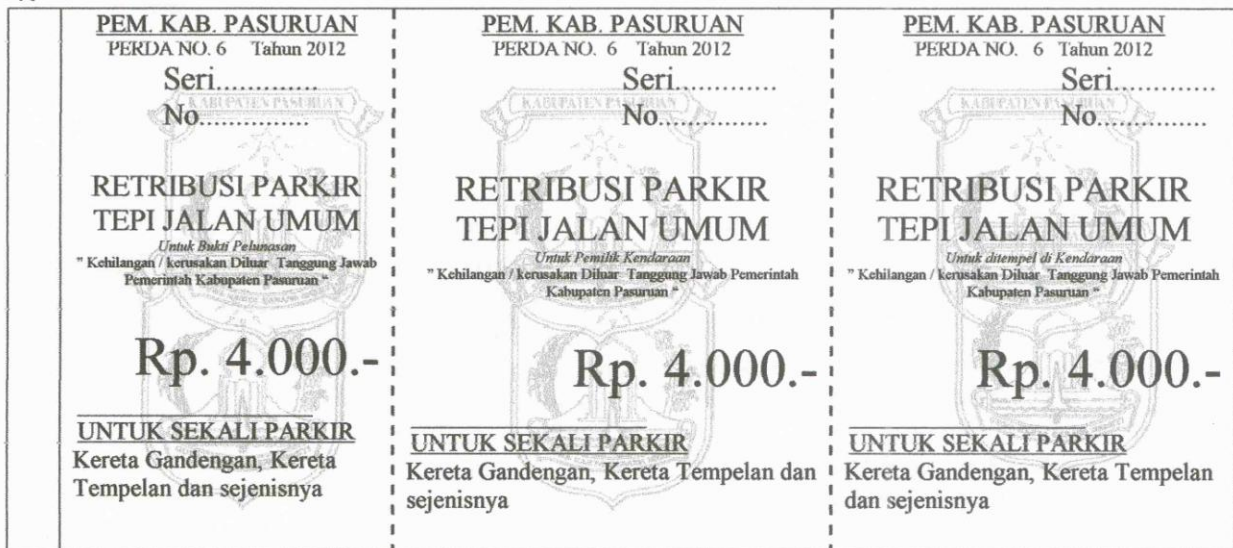 PEM. KAB. PASURUAN
PERDA NO. 6 Tahun 2012
Seri.............
No...............
KABUPATEN PASURUAN
RETRIBUSI PARKIR
TEPI JALAN UMUM
Untuk Bukti Pelunasan
" Kehilangan / kerusakan Diluar Tanggung Jawab
Pemerintah Kabupaten Pasuruan "
Rp. 4.000.-
UNTUK SEKALI PARKIR
Kereta Gandengan, Kereta
Tempelan dan sejenisnya
PEM. KAB. PASURUAN
PERDA NO. 6 Tahun 2012
Seri.............
No...............
KABUPATEN PASURUAN
RETRIBUSI PARKIR
TEPI JALAN UMUM
Untuk Pemilik Kendaraan
" Kehilangan / kerusakan Diluar Tanggung Jawab Pemerintah
Kabupaten Pasuruan "
Rp. 4.000.-
UNTUK SEKALI PARKIR
Kereta Gandengan, Kereta Tempelan dan
sejenisnya
PEM. KAB. PASURUAN
PERDA NO. 6 Tahun 2012
Seri.............
No...............
KABUPATEN PASURUAN
RETRIBUSI PARKIR
TEPI JALAN UMUM
Untuk ditempel di Kendaraan
" Kehilangan / kerusakan Diluar Tanggung Jawab Pemerintah
Kabupaten Pasuruan "
Rp. 4.000.-
UNTUK SEKALI PARKIR
Kereta Gandengan, Kereta Tempelan
dan sejenisnya